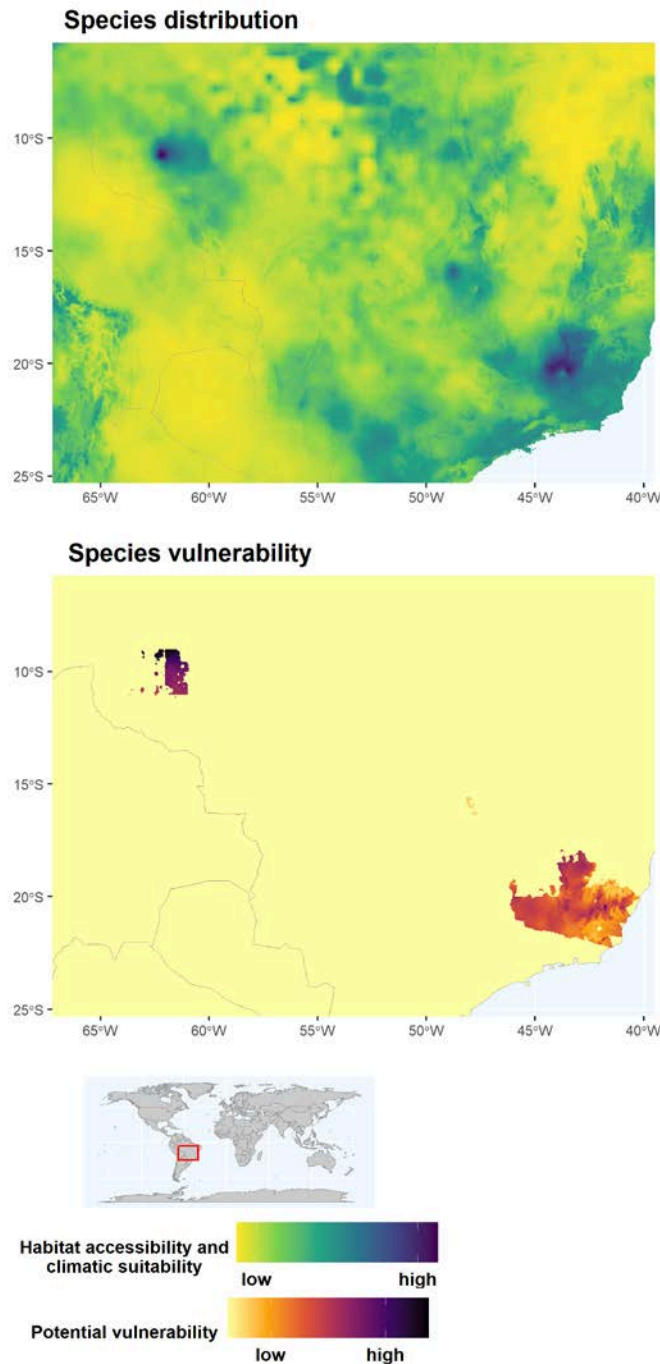 Species distribution
10°S
15°S
20°S
25°S
65°W 60°W 55°W 50°W 45°W 40°W
Species vulnerability
10°S
15°S
20°S
25°S
65°W 60°W 55°W 50°W 45°W 40°W
Habitat accessibility and
climatic suitability
low high
Potential vulnerability
low high